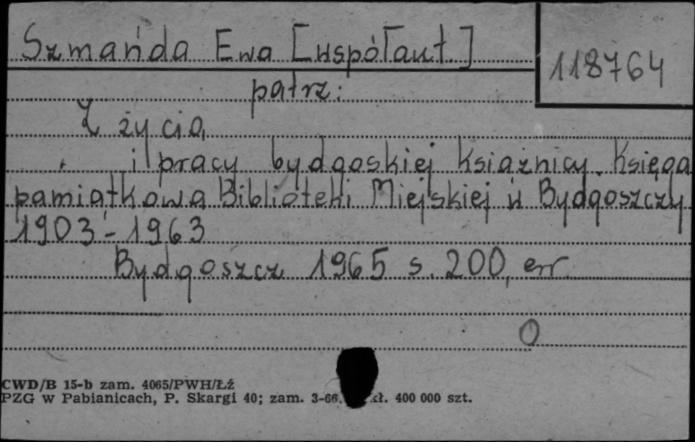 Szmańda Ewa [współaut.]
118764
patrz:
Z życia
i pracy bydgoskiej książnicy. Księga
pamiątkowa Biblioteki Miejskiej w Bydgoszczy
1903-1963
Bydgoszcz 1965 s. 200, err
O
CWD/B 15-b zam. 4065/PWH/Łź
PZG w Pabianicach, P. Skargi 40; zam. 3-66. 400 000 szt.